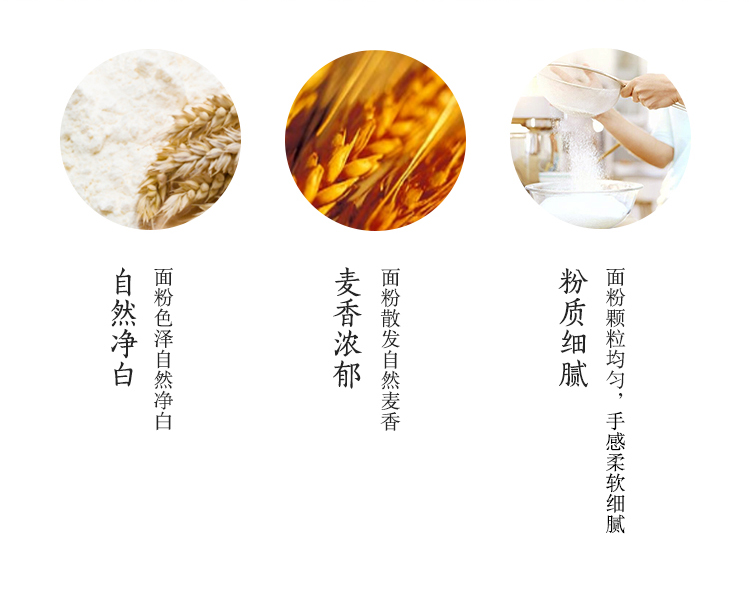 自然净白
面粉色泽自然净白
麦香浓郁
面粉散发自然麦香
粉质细腻
面粉颗粒均匀，手感柔软细腻